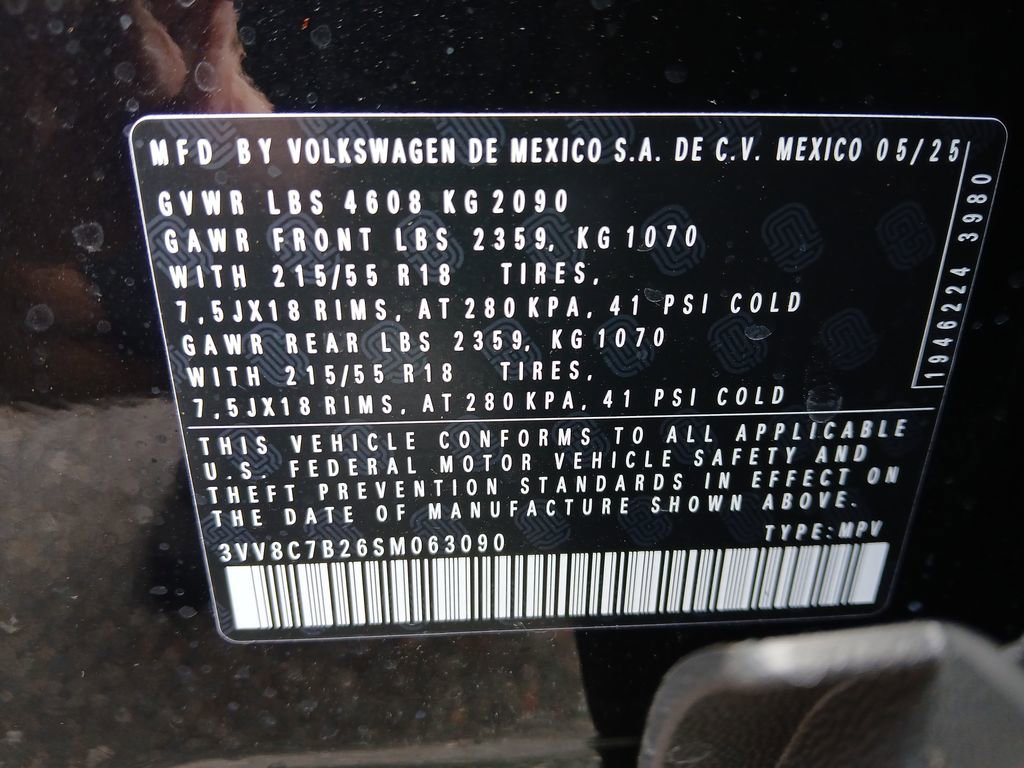 MFD BY VOLKSWAGEN DE MEXICO S.A. DE C.V. MEXICO 05/25
GVWR LBS 4608 KG 2090
GAWR FRONT LBS 2359, KG 1070
WITH 215/55 R18 TIRES,
7,5JX18 RIMS, AT 280 KPA, 41 PSI COLD
GAWR REAR LBS 2359, KG 1070
WITH 215/55 R18 TIRES,
7,5JX18 RIMS, AT 280 KPA, 41 PSI COLD
1946224 3980
THIS VEHICLE CONFORMS TO ALL APPLICABLE
U.S. FEDERAL MOTOR VEHICLE SAFETY AND
THEFT PREVENTION STANDARDS IN EFFECT ON
THE DATE OF MANUFACTURE SHOWN ABOVE.
3VV8C7B26SM063090
TYPE: MPV